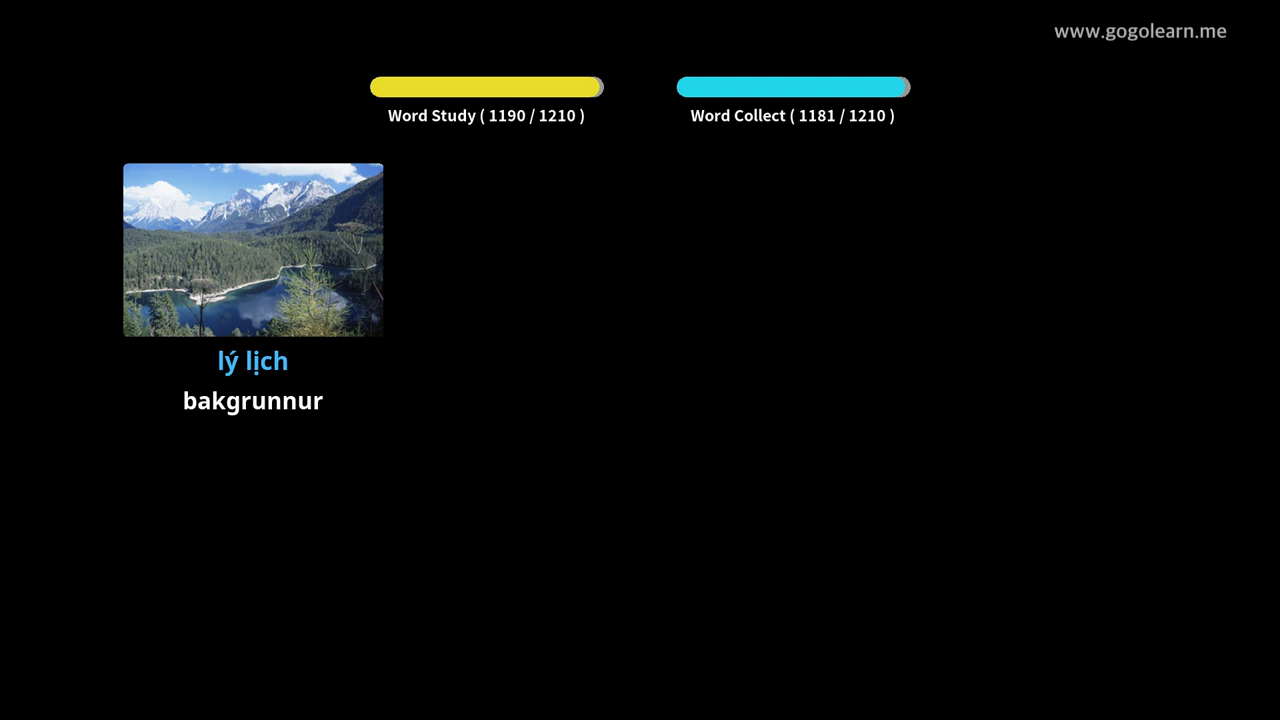 www.gogolearn.me
Word Study ( 1190 / 1210 )
Word Collect ( 1181 / 1210 )
lý lịch
bakgrunnur